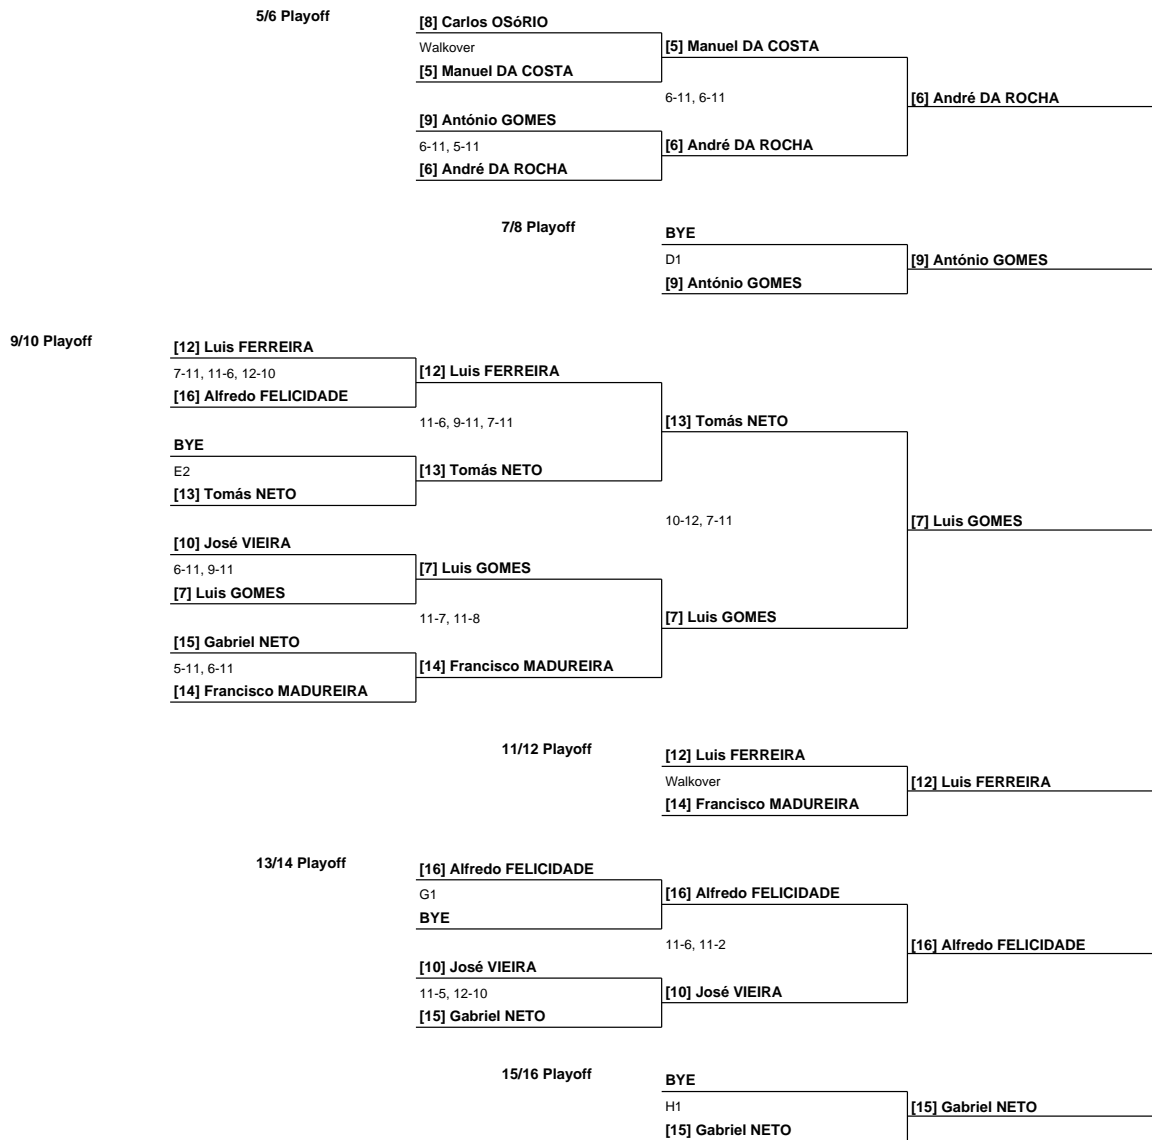 5/6 Playoff
[8] Carlos OSóRIO
Walkover
[5] Manuel DA COSTA
[5] Manuel DA COSTA
6-11, 6-11
[6] André DA ROCHA
[9] António GOMES
6-11, 5-11
[6] André DA ROCHA
[6] André DA ROCHA
7/8 Playoff
BYE
D1
[9] António GOMES
[9] António GOMES
9/10 Playoff
[12] Luis FERREIRA
7-11, 11-6, 12-10
[12] Luis FERREIRA
[16] Alfredo FELICIDADE
11-6, 9-11, 7-11
[13] Tomás NETO
BYE
E2
[13] Tomás NETO
[13] Tomás NETO
10-12, 7-11
[7] Luis GOMES
[10] José VIEIRA
6-11, 9-11
[7] Luis GOMES
[7] Luis GOMES
11-7, 11-8
[7] Luis GOMES
[15] Gabriel NETO
5-11, 6-11
[14] Francisco MADUREIRA
[14] Francisco MADUREIRA
11/12 Playoff
[12] Luis FERREIRA
Walkover
[12] Luis FERREIRA
[14] Francisco MADUREIRA
13/14 Playoff
[16] Alfredo FELICIDADE
G1
[16] Alfredo FELICIDADE
BYE
11-6, 11-2
[16] Alfredo FELICIDADE
[10] José VIEIRA
11-5, 12-10
[10] José VIEIRA
[15] Gabriel NETO
15/16 Playoff
BYE
H1
[15] Gabriel NETO
[15] Gabriel NETO